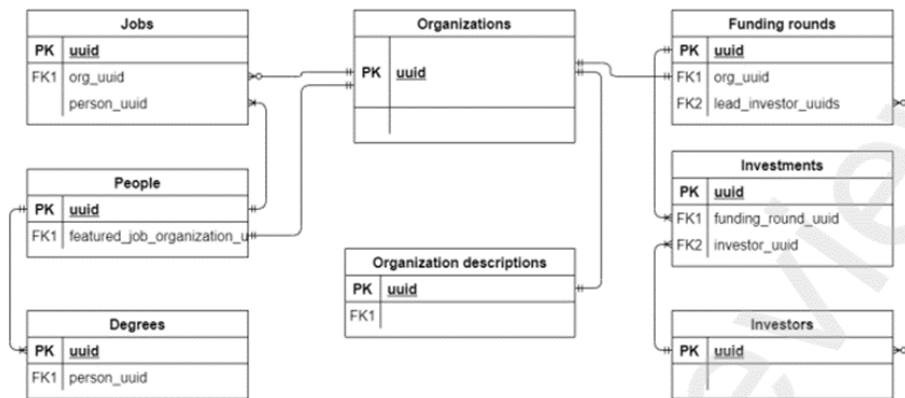 Jobs
PK uuid
FK1 org_uuid
person_uuid
People
PK uuid
FK1 featured_job_organization_u
Degrees
PK uuid
FK1 person_uuid
Organizations
PK uuid
Organization descriptions
PK uuid
FK1
Funding rounds
PK uuid
FK1 org_uuid
FK2 lead_investor_uuids
Investments
PK uuid
FK1 funding_round_uuid
FK2 investor_uuid
Investors
PK uuid